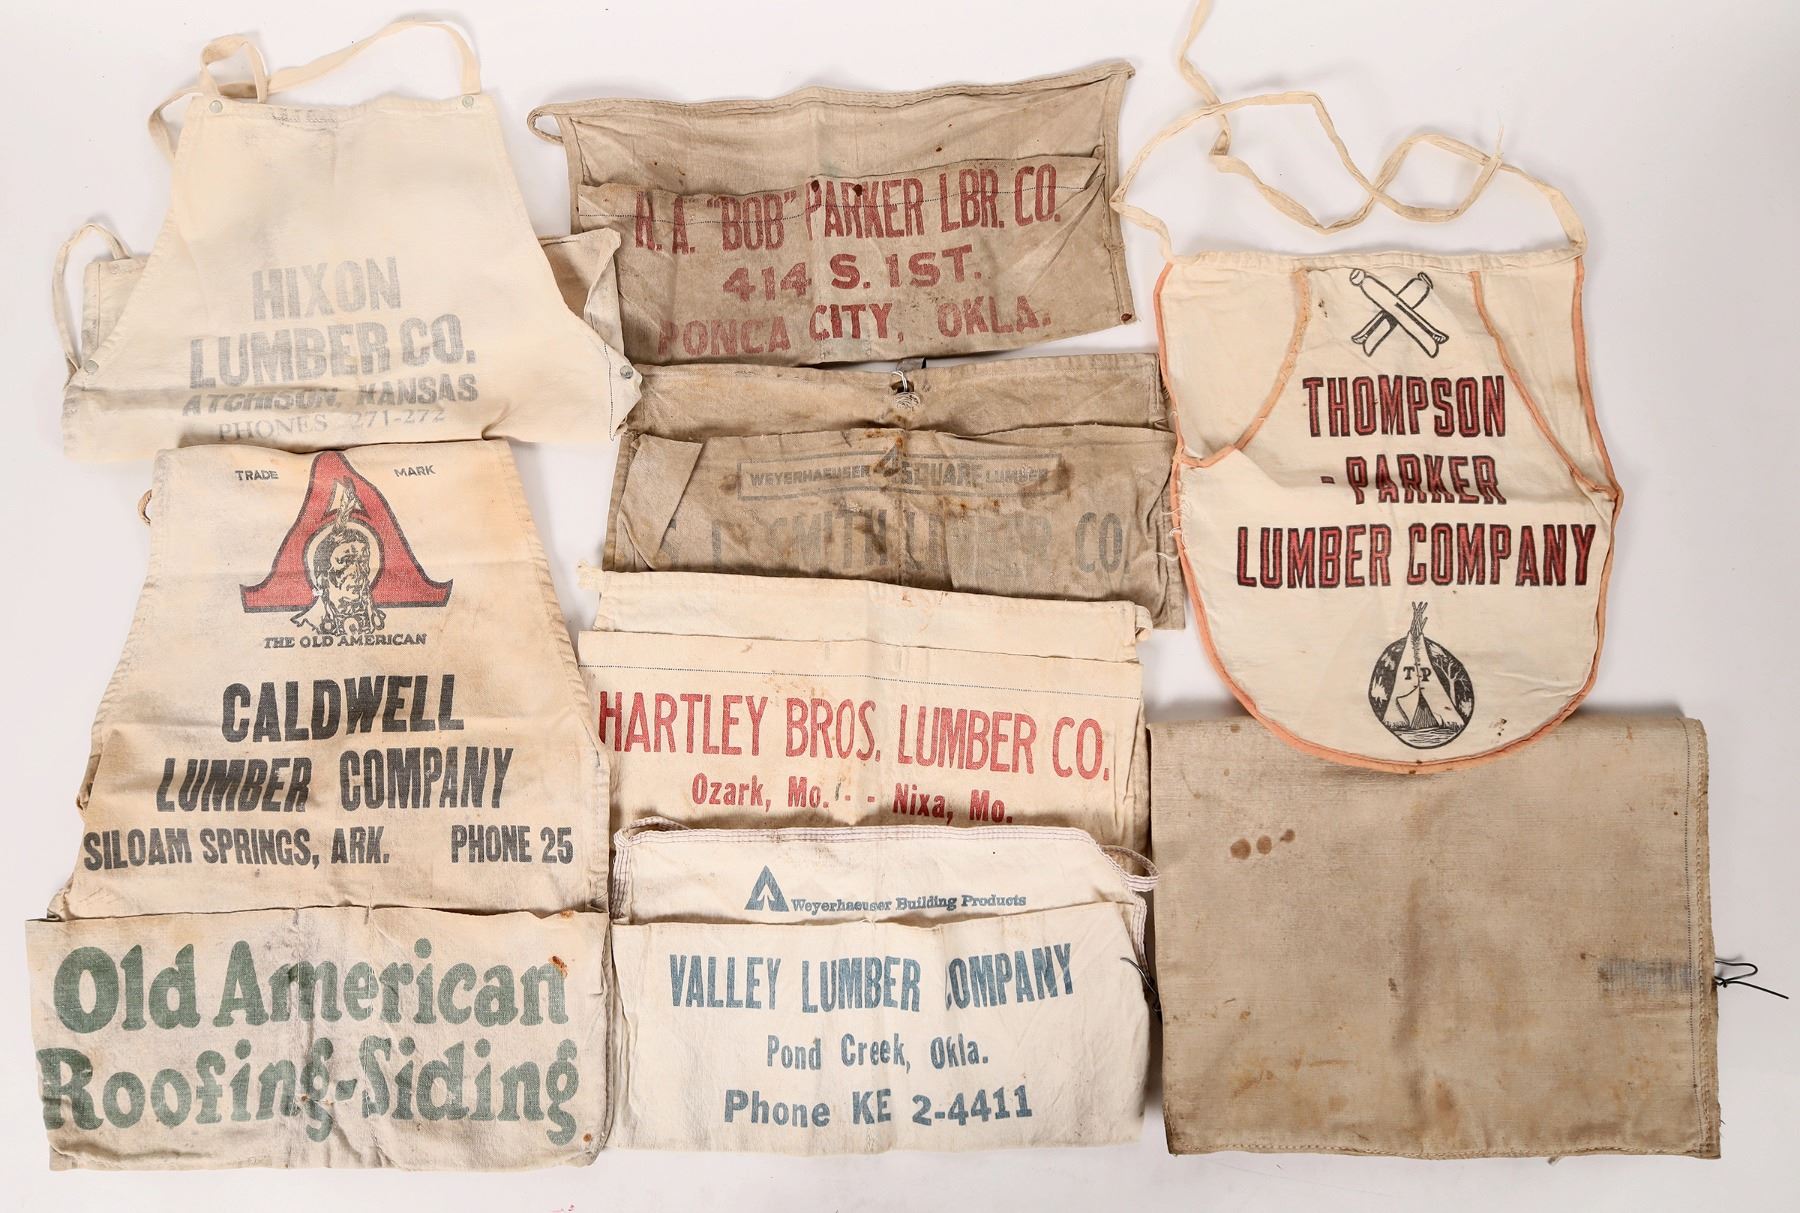 HIXON
LUMBER CO.
ATCHISON, KANSAS
PHONES 271-272
TRADE MARK
THE OLD AMERICAN
CALDWELL
LUMBER COMPANY
SILOAM SPRINGS, ARK. PHONE 25
Old American
Roofing-Siding
R. A. "BOB" PARKER LBR. CO.
414 S. 1ST.
PONCA CITY, OKLA.
WEYERHAEUSER 4 SQUARE LUMBER
SMITH LUMBER CO.
HARTLEY BROS. LUMBER CO.
Ozark, Mo. - - Nixa, Mo.
Weyerhaeuser Building Products
VALLEY LUMBER COMPANY
Pond Creek, Okla.
Phone KE 2-4411
THOMPSON
- PARKER
LUMBER COMPANY
T P